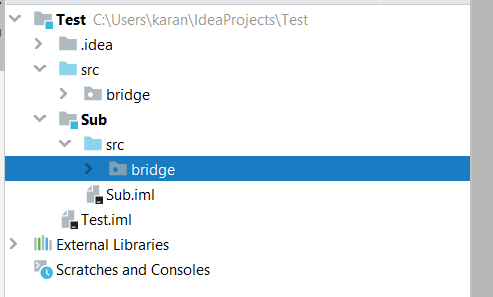 Test C:\Users\karan\IdeaProjects\Test
.idea
src
bridge
Sub
src
bridge
Sub.iml
Test.iml
External Libraries
Scratches and Consoles